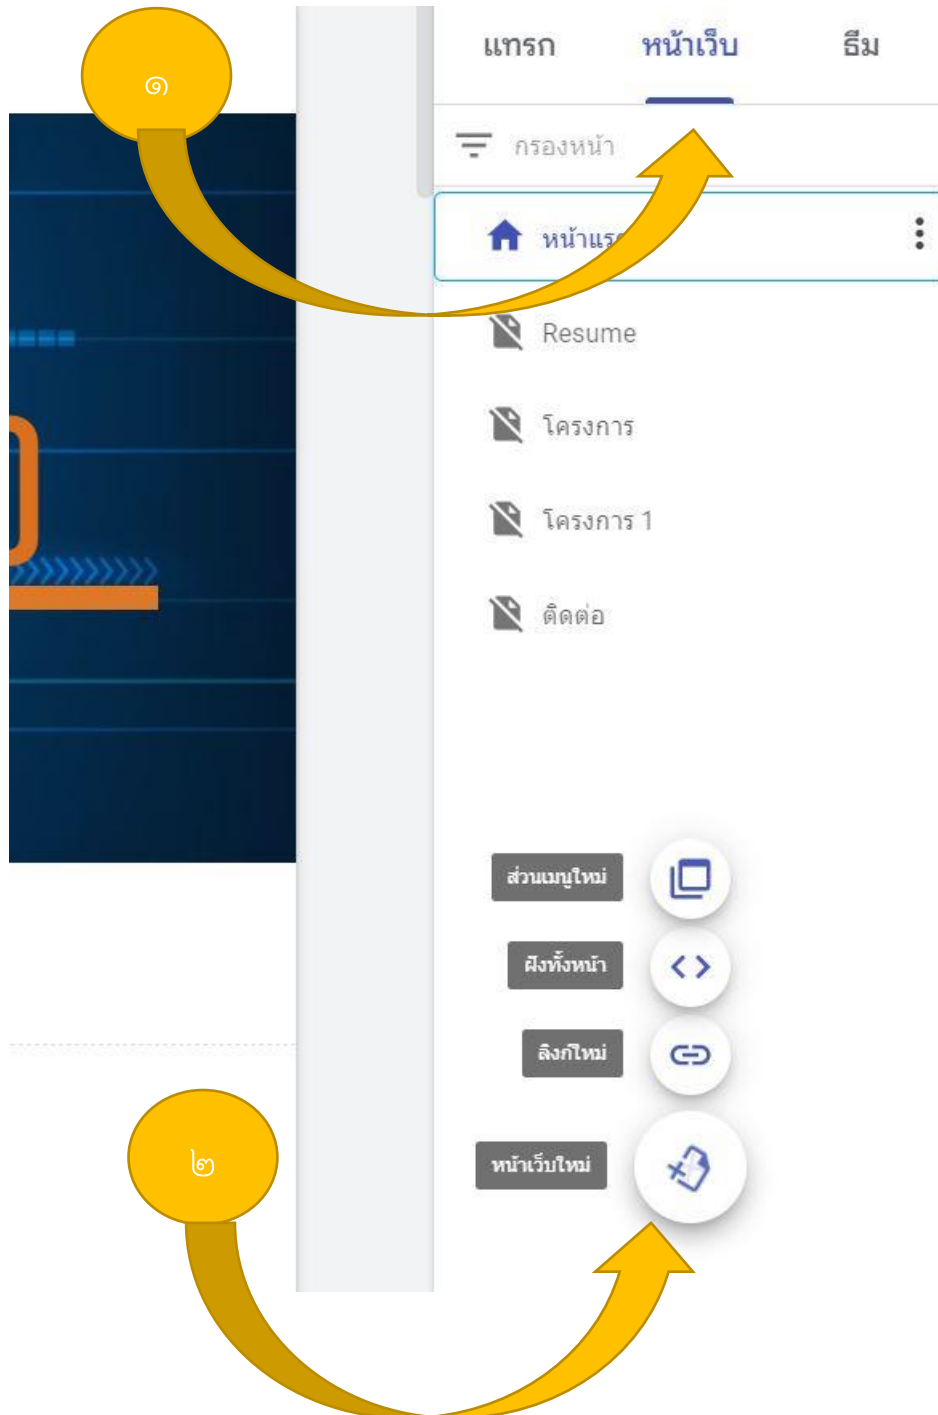 ๑
แทรก หน้าเว็บ ธีม
กรองหน้า
หน้าแรก
Resume
โครงการ
โครงการ 1
ติดต่อ
ส่วนเมนูใหม่
ฝังทั้งหน้า
ลิงก์ใหม่
๒
หน้าเว็บใหม่